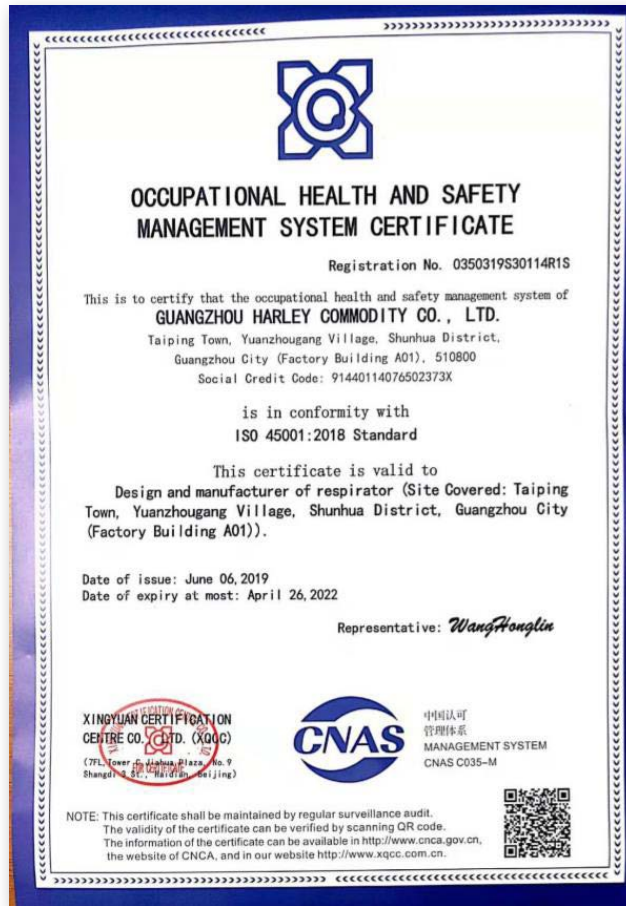 OCCUPATIONAL HEALTH AND SAFETY
MANAGEMENT SYSTEM CERTIFICATE
Registration No. 0350319S30114R1S
This is to certify that the occupational health and safety management system of
GUANGZHOU HARLEY COMMODITY CO., LTD.
Taiping Town, Yuanzhougang Village, Shunhua District,
Guangzhou City (Factory Building A01), 510800
Social Credit Code: 91440114076502373X
is in conformity with
ISO 45001:2018 Standard
This certificate is valid to
Design and manufacturer of respirator (Site Covered: Taiping
Town, Yuanzhougang Village, Shunhua District, Guangzhou City
(Factory Building A01)).
Date of issue: June 06,2019
Date of expiry at most: April 26,2022
Representative: WangHonglin
XINGYUAN CERTIFICATION
CENTRE CO., LTD. (XQCC)
(7FL, Tower C, Jiahua Plaza, No.9
Shangdi 3 St., Haidian, Beijing)
FOR CERTIFICATE
CNAS
中国认可
管理体系
MANAGEMENT SYSTEM
CNAS C035-M
NOTE: This certificate shall be maintained by regular surveillance audit.
The validity of the certificate can be verified by scanning QR code.
The information of the certificate can be available in http://www.cnca.gov.cn,
the website of CNCA, and in our website http://www.xqcc.com.cn.